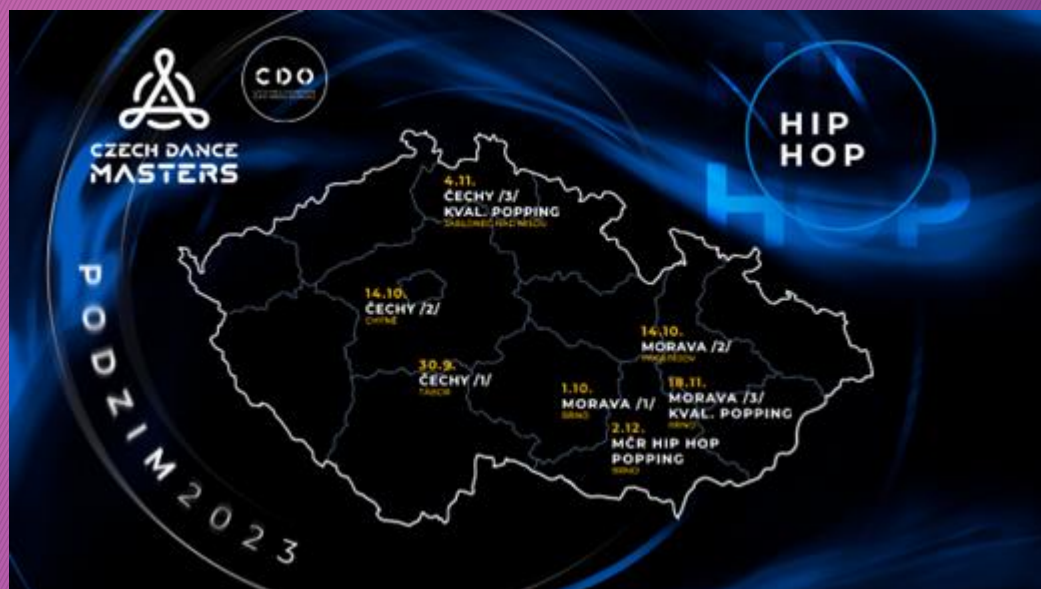 CZECH DANCE
MASTERS
CDO
HIP
HOP
HOP
4.11.
ČECHY /3/
KVAL. POPPING
JABLONEC NAD NISOU
14.10.
ČECHY /2/
CHÝNĚ
30.9.
ČECHY /1/
TÁBOR
14.10.
MORAVA /2/
1.10.
MORAVA /1/
BRNO
18.11.
MORAVA /3/
KVAL. POPPING
BRNO
2.12.
MČR HIP HOP
POPPING
BRNO
PODZIM 2023